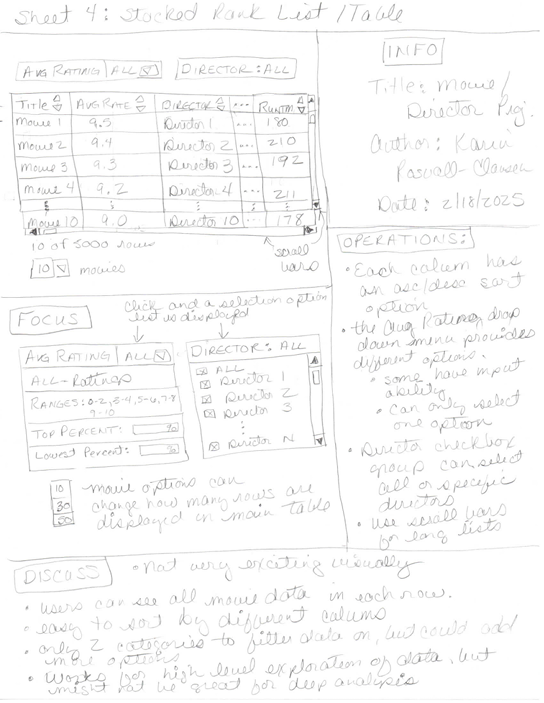 Sheet 4: Stacked Rank List / Table
AVG RATING ALL
DIRECTOR: ALL
Title AVG RATE DIRECTOR ... RUNTM
Movie 1 9.5 Director 1 ... 180
Movie 2 9.4 Director 2 ... 210
Movie 3 9.3 Director 3 ... 192
Movie 4 9.2 Director 4 ... 211
Movie 10 9.0 Director 10 ... 178
10 of 5000 rows
10 movies
scroll bars
INFO
Title: Movie /
Director Prj.
Author: Karin
Date: 2/18/2025
OPERATIONS:
• Each colum has
an asc/desc sort
option
• the Avg Rating drop
down menu provides
different options.
• some have input
ability
• Can only select
one option
• Director checkbox
group can select
all or specific
directors
• use scroll bars
for long lists
FOCUS
click and a selection option
list is displayed
AVG RATING ALL
ALL - Ratings
RANGES: 0-2, 3-4, 5-6, 7-8
9-10
TOP PERCENT:
Lowest Percent:
DIRECTOR: ALL
ALL
Director 1
Director 2
Director 3
Director N
10
30
50
movie options can
change how many rows are
displayed in main table
DISCUSS
• Not very exciting visually
• users can see all movie data in each row.
• easy to sort by different colums
• only 2 categories to filter data on, but could add
more options
• Works for high level exploration of data, but
might not be great for deep analysis